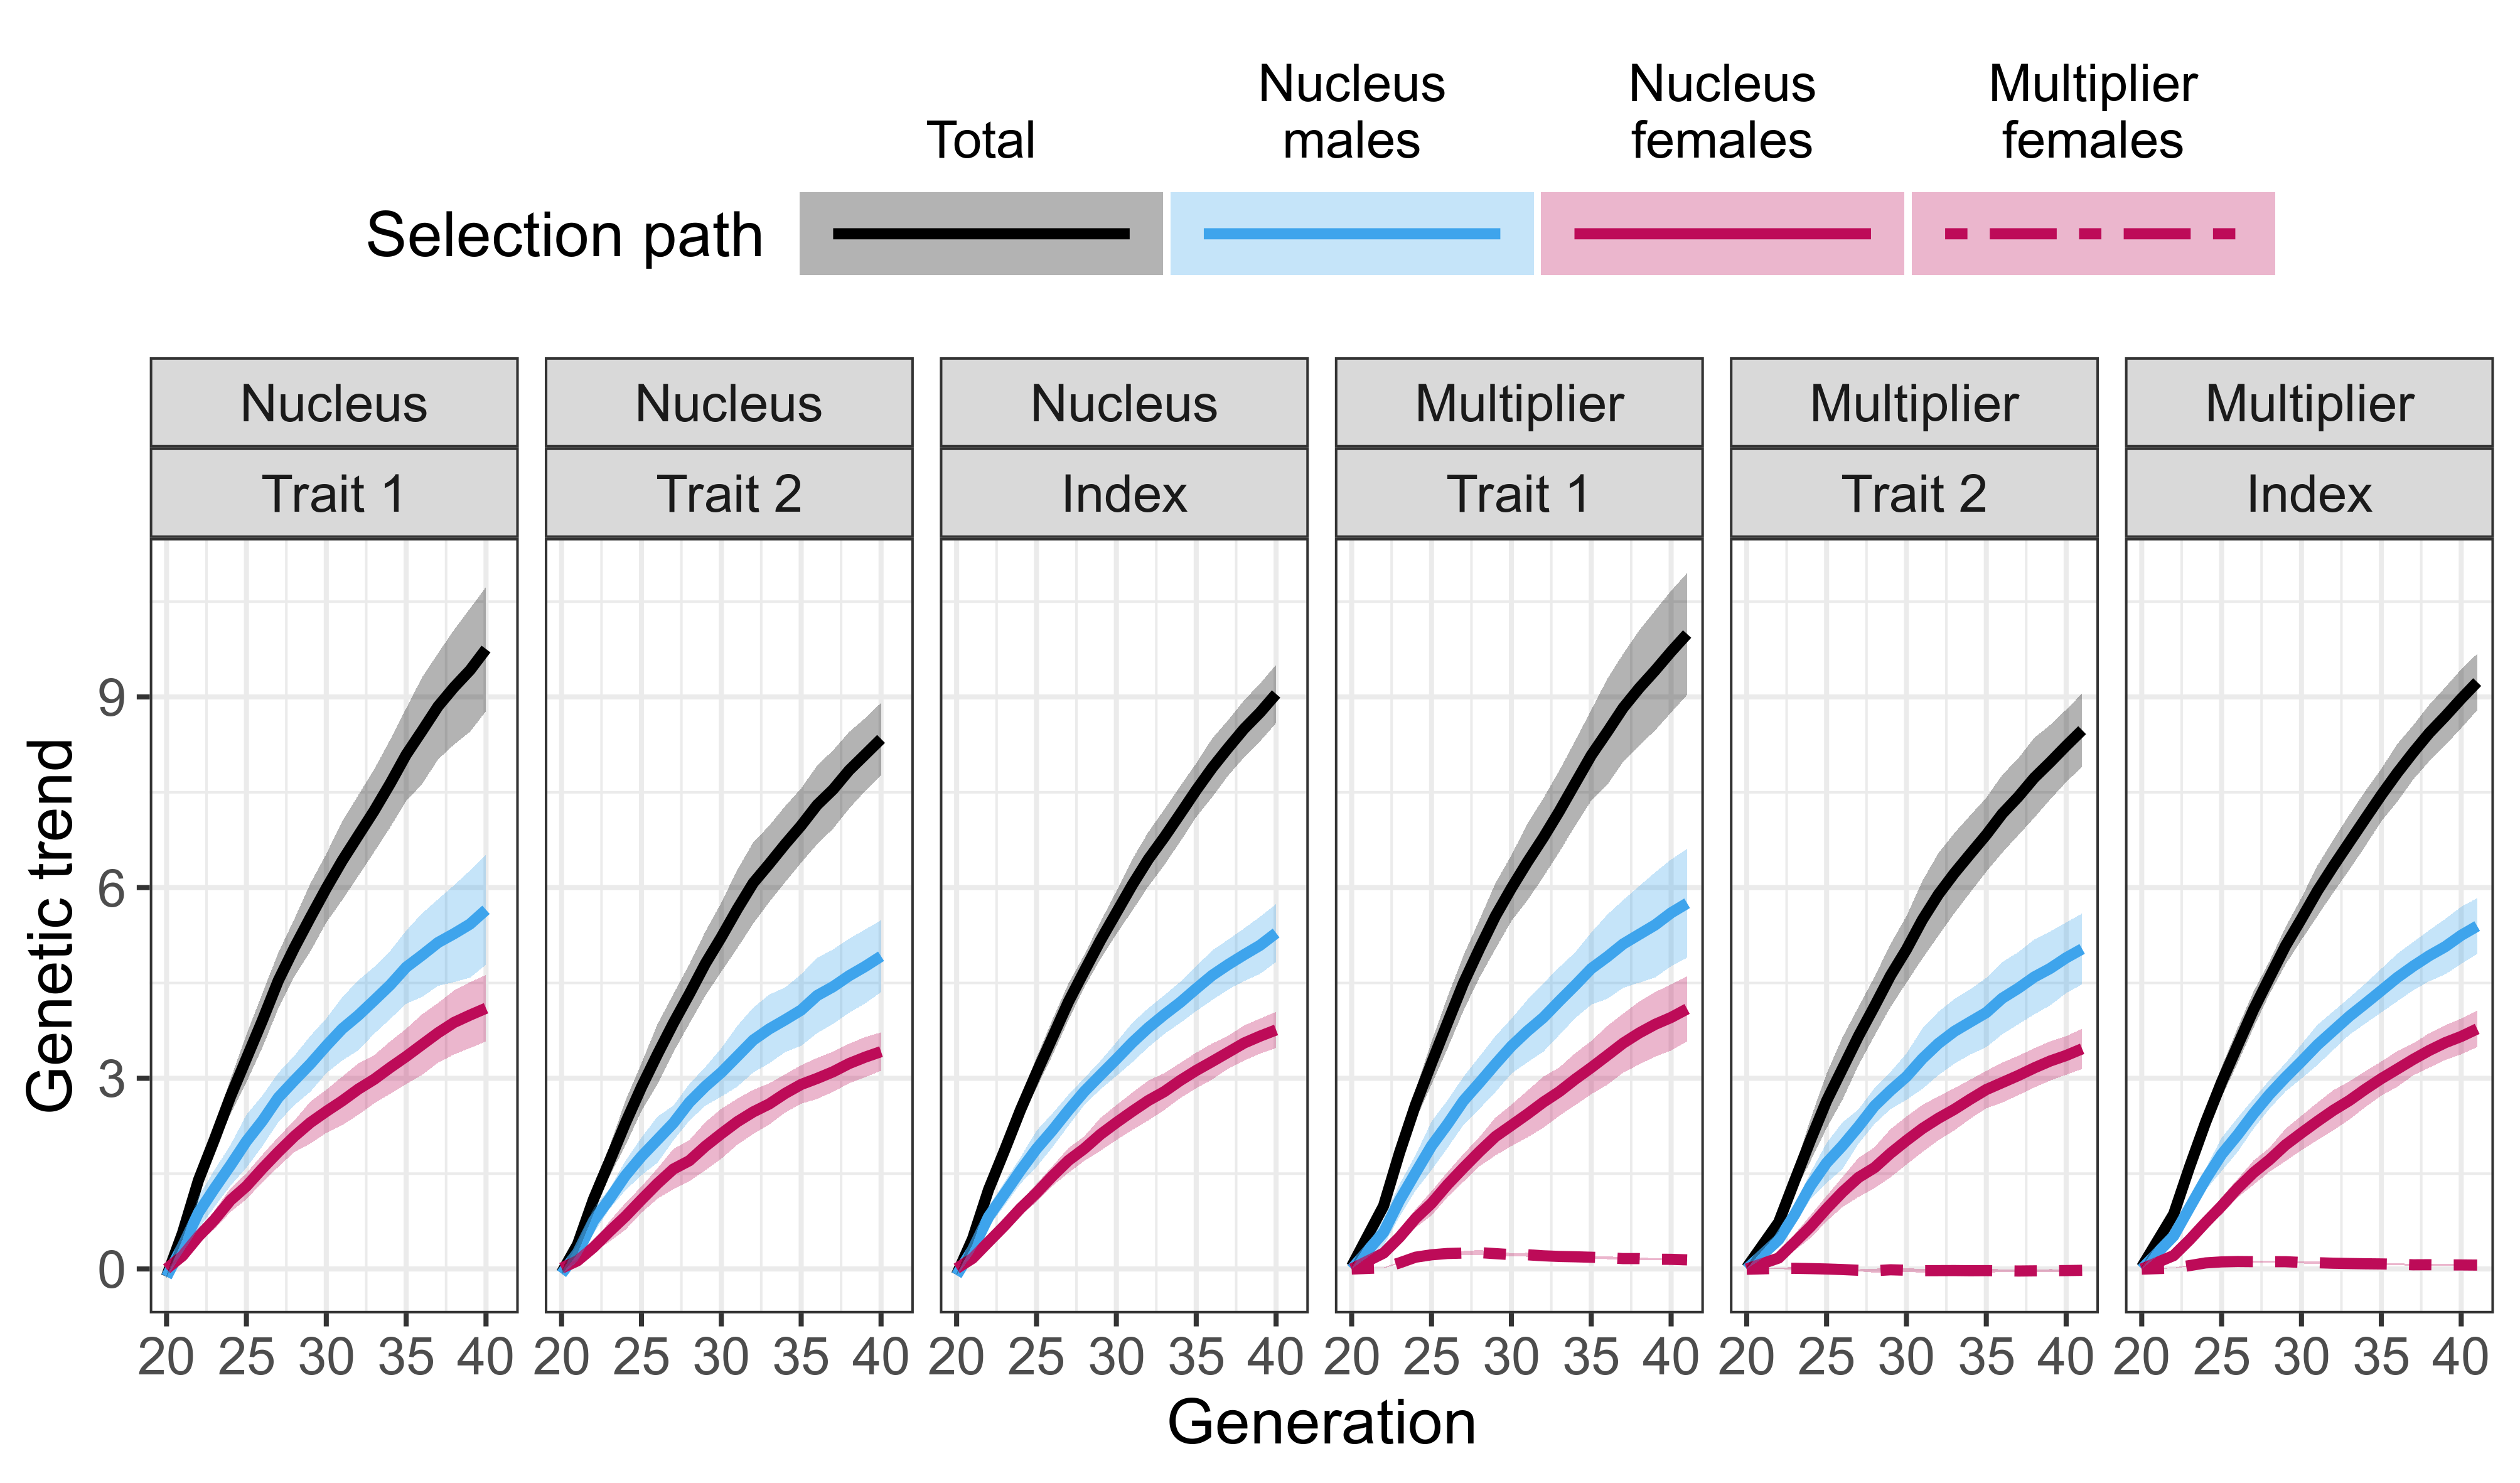 Total
Nucleus
males
Nucleus
females
Multiplier
females
Selection path
Nucleus Nucleus Nucleus Multiplier Multiplier Multiplier
Trait 1 Trait 2 Index Trait 1 Trait 2 Index
Genetic trend
9
6
3
0
20 25 30 35 40 20 25 30 35 40 20 25 30 35 40 20 25 30 35 40 20 25 30 35 40 20 25 30 35 40
Generation